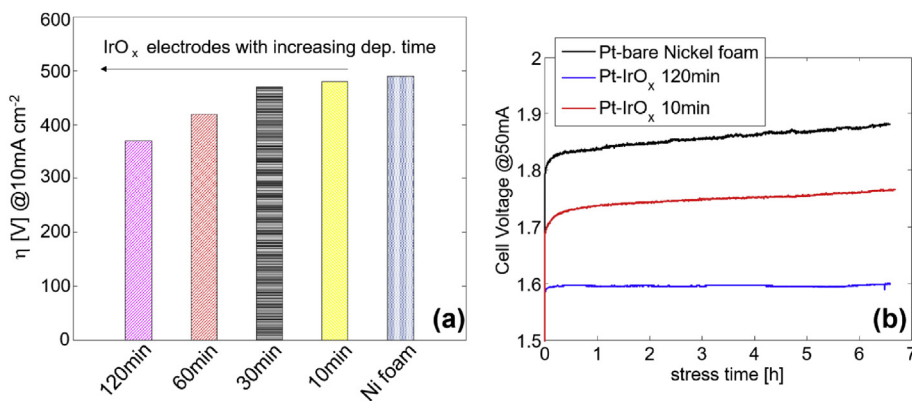 IrOx electrodes with increasing dep. time
600
500
400
300
200
100
0
η [V] @10mA cm-2
120min
60min
30min
10min
Ni foam
(a)
Pt-bare Nickel foam
Pt-IrOx 120min
Pt-IrOx 10min
2
1.9
1.8
1.7
1.6
1.5
Cell Voltage @50mA
0 1 2 3 4 5 6 7
stress time [h]
(b)